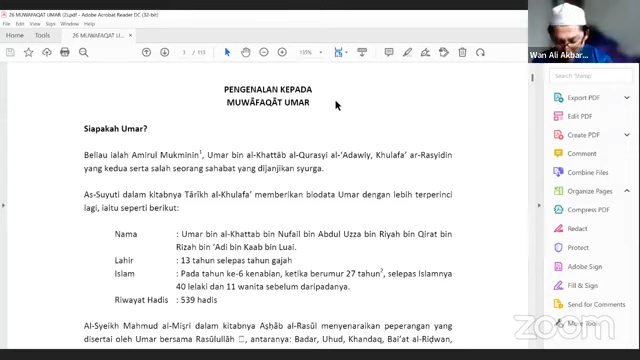 26 MUWAFAQAT UMAR (2).pdf - Adobe Acrobat Reader DC (32-bit)
File Edit View Sign Window Help
Home Tools 26 MUWAFAQAT UM...
3 / 113 135%
Wan Ali Akbar...
Search 'Stamp'
Export PDF
Edit PDF
Create PDF
Comment
Combine Files
Organize Pages
Compress PDF
Redact
Protect
Adobe Sign
Fill & Sign
Send for Comments
More Tools
zoom
PENGENALAN KEPADA
MUWĀFAQĀT UMAR
Siapakah Umar?
Beliau ialah Amirul Mukminin1, Umar bin al-Khattāb al-Qurasyi al-‘Adawiy, Khulafa’ ar-Rasyidin
yang kedua serta salah seorang sahabat yang dijanjikan syurga.
As-Suyuti dalam kitabnya Tārīkh al-Khulafa’ memberikan biodata Umar dengan lebih terperinci
lagi, iaitu seperti berikut:
Nama : Umar bin al-Khattab bin Nufail bin Abdul Uzza bin Riyah bin Qirat bin
Rizah bin ‘Adi bin Kaab bin Luai.
Lahir : 13 tahun selepas tahun gajah
Islam : Pada tahun ke-6 kenabian, ketika berumur 27 tahun2, selepas Islamnya
40 lelaki dan 11 wanita sebelum daripadanya.
Riwayat Hadis : 539 hadis
Al-Syeikh Mahmud al-Miṣri dalam kitabnya Aṣḥāb al-Rasūl menyenaraikan peperangan yang
disertai oleh Umar bersama Rasūlullāh, antaranya: Badar, Uhud, Khandaq, Bai’at al-Riḍwan,